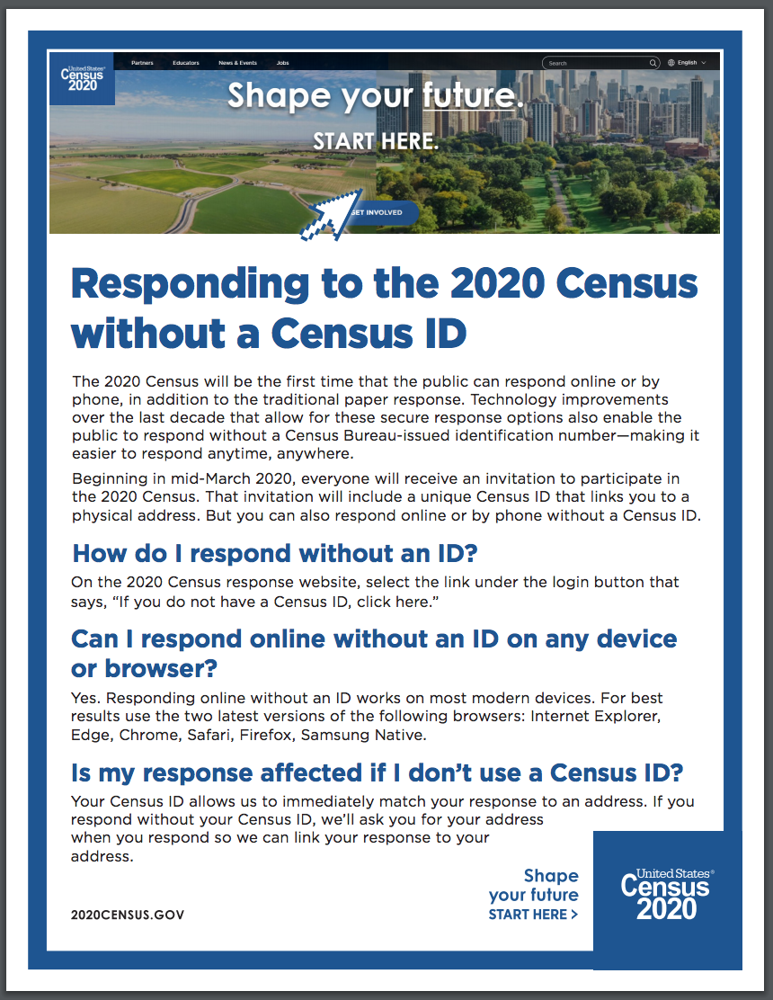 United States®
Census
2020
Partners
Educators
News & Events
Jobs
Search
English
Shape your future.
START HERE.
GET INVOLVED
Responding to the 2020 Census
without a Census ID
The 2020 Census will be the first time that the public can respond online or by
phone, in addition to the traditional paper response. Technology improvements
over the last decade that allow for these secure response options also enable the
public to respond without a Census Bureau-issued identification number—making it
easier to respond anytime, anywhere.
Beginning in mid-March 2020, everyone will receive an invitation to participate in
the 2020 Census. That invitation will include a unique Census ID that links you to a
physical address. But you can also respond online or by phone without a Census ID.
How do I respond without an ID?
On the 2020 Census response website, select the link under the login button that
says, “If you do not have a Census ID, click here.”
Can I respond online without an ID on any device
or browser?
Yes. Responding online without an ID works on most modern devices. For best
results use the two latest versions of the following browsers: Internet Explorer,
Edge, Chrome, Safari, Firefox, Samsung Native.
Is my response affected if I don’t use a Census ID?
Your Census ID allows us to immediately match your response to an address. If you
respond without your Census ID, we’ll ask you for your address
when you respond so we can link your response to your
address.
Shape
your future
START HERE >
2020CENSUS.GOV
United States®
Census
2020